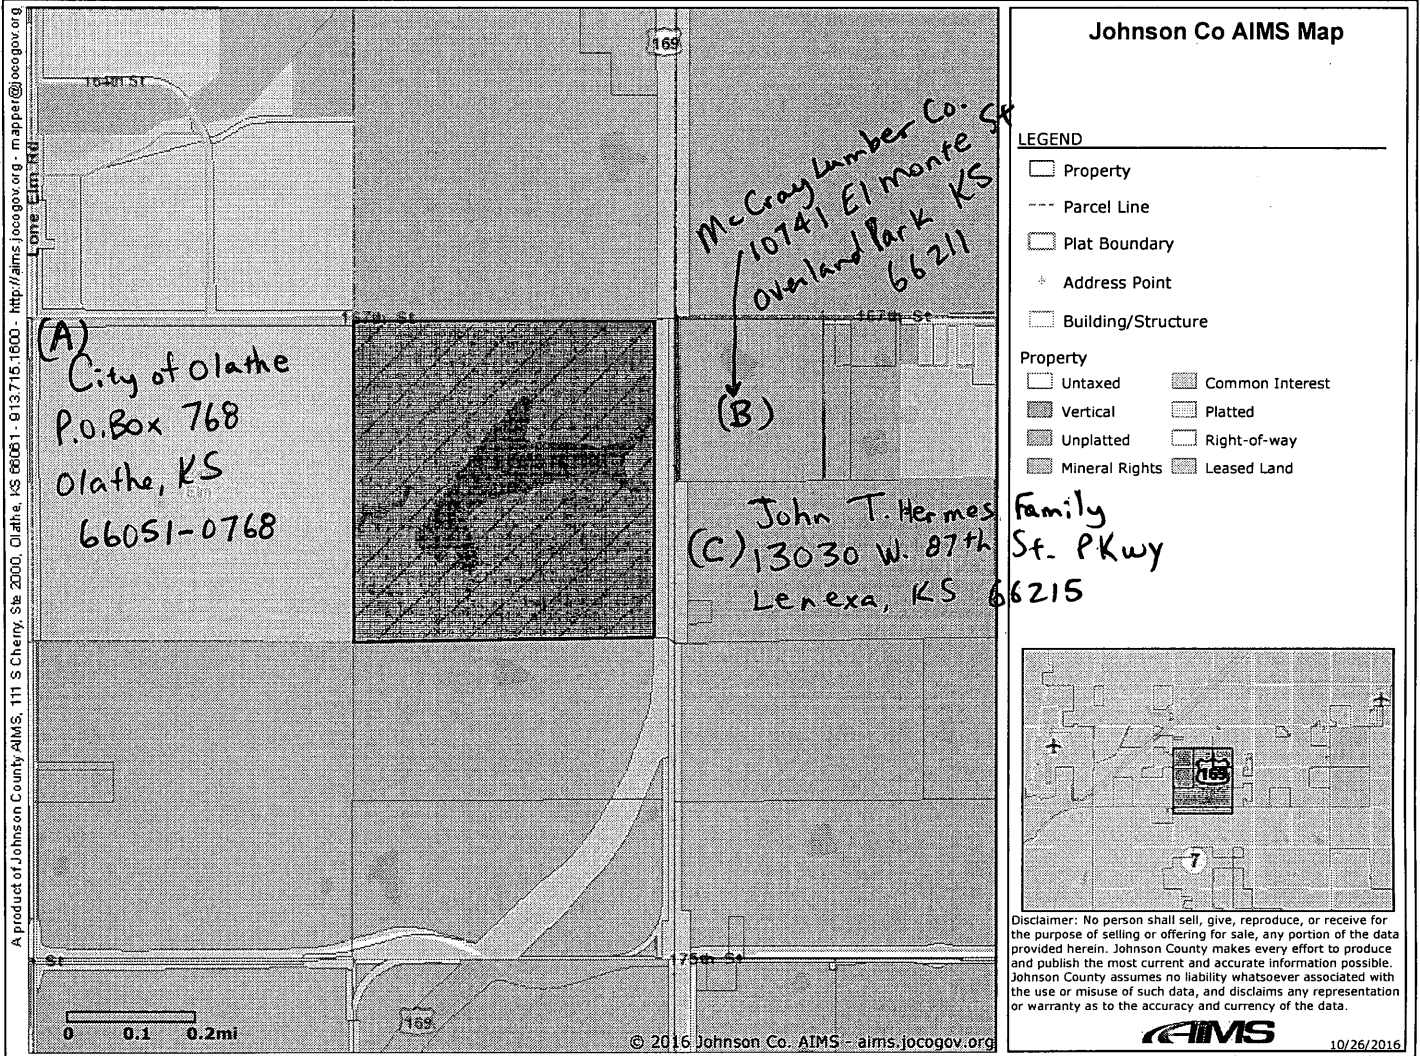 Johnson Co AIMS Map
LEGEND
Property
Parcel Line
Plat Boundary
Address Point
Building/Structure
Property
Untaxed
Common Interest
Vertical
Platted
Unplatted
Right-of-way
Mineral Rights
Leased Land
169
164th St
Lone Elm Rd
McCray Lumber Co.
10741 El monte St
Overland Park KS
66211
167th St
167th St
(A)
City of Olathe
P.O. Box 768
Olathe, KS
66051-0768
(B)
(C)
John T. Hermes Family
13030 W. 87th St. PKwy
Lenexa, KS 66215
St
175th St
169
0 0.1 0.2mi
© 2016 Johnson Co. AIMS - aims.jocogov.org
A product of Johnson County AIMS, 111 S Cherry, Ste 2000, Olathe, KS 66061 - 913.715.1600 - http://aims.jocogov.org - mapper@jocogov.org
169
7
Disclaimer: No person shall sell, give, reproduce, or receive for
the purpose of selling or offering for sale, any portion of the data
provided herein. Johnson County makes every effort to produce
and publish the most current and accurate information possible.
Johnson County assumes no liability whatsoever associated with
the use or misuse of such data, and disclaims any representation
or warranty as to the accuracy and currency of the data.
AIMS
10/26/2016